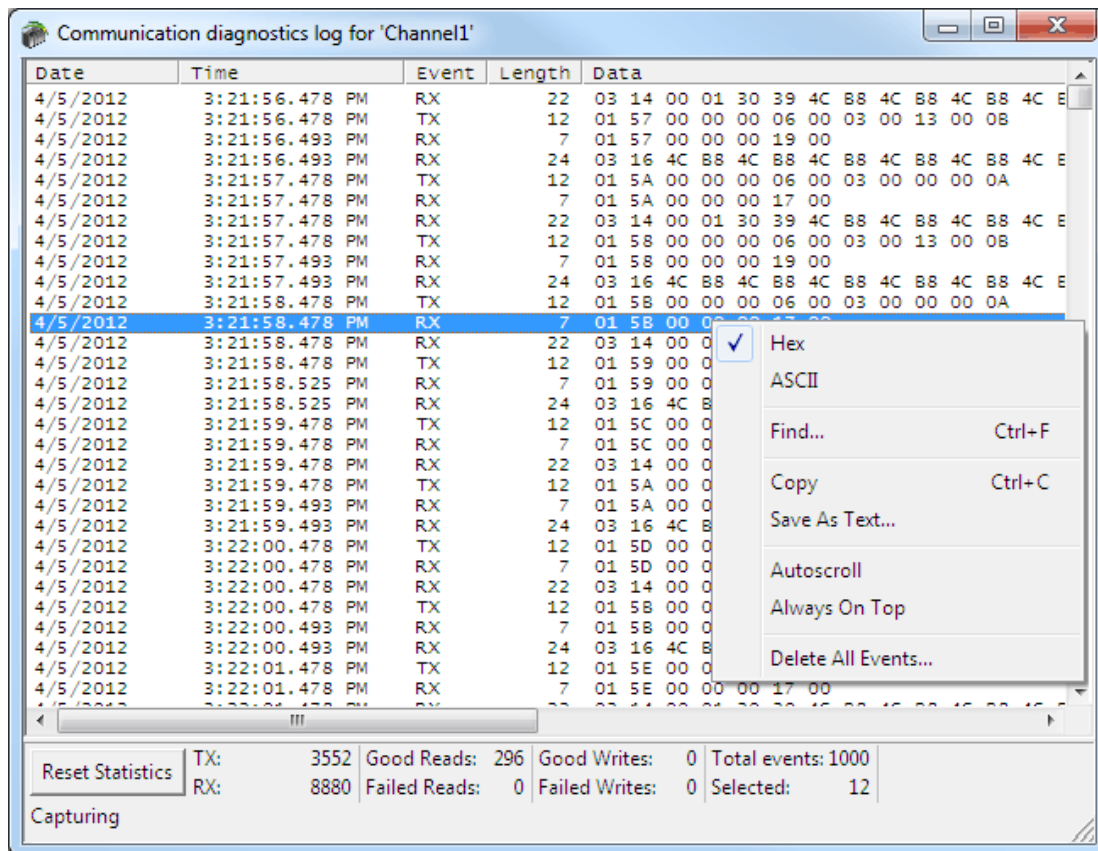 Communication diagnostics log for 'Channel1'
Date Time Event Length Data
4/5/2012 3:21:56.478 PM RX 22 03 14 00 01 30 39 4C B8 4C B8 4C B8 4C
4/5/2012 3:21:56.478 PM TX 12 01 57 00 00 00 06 00 03 00 13 00 0B
4/5/2012 3:21:56.493 PM RX 7 01 57 00 00 00 19 00
4/5/2012 3:21:56.493 PM RX 24 03 16 4C B8 4C B8 4C B8 4C B8 4C B8 4C
4/5/2012 3:21:57.478 PM TX 12 01 5A 00 00 00 06 00 03 00 00 00 0A
4/5/2012 3:21:57.478 PM RX 7 01 5A 00 00 00 17 00
4/5/2012 3:21:57.478 PM RX 22 03 14 00 01 30 39 4C B8 4C B8 4C B8 4C
4/5/2012 3:21:57.478 PM TX 12 01 58 00 00 00 06 00 03 00 13 00 0B
4/5/2012 3:21:57.493 PM RX 7 01 58 00 00 00 19 00
4/5/2012 3:21:57.493 PM RX 24 03 16 4C B8 4C B8 4C B8 4C B8 4C B8 4C
4/5/2012 3:21:58.478 PM TX 12 01 5B 00 00 00 06 00 03 00 00 00 0A
4/5/2012 3:21:58.478 PM RX 7 01 5B 00
4/5/2012 3:21:58.478 PM RX 22 03 14 00
4/5/2012 3:21:58.478 PM TX 12 01 59 00
4/5/2012 3:21:58.525 PM RX 7 01 59 00
4/5/2012 3:21:58.525 PM RX 24 03 16 4C
4/5/2012 3:21:59.478 PM TX 12 01 5C 00
4/5/2012 3:21:59.478 PM RX 7 01 5C 00
4/5/2012 3:21:59.478 PM RX 22 03 14 00
4/5/2012 3:21:59.478 PM TX 12 01 5A 00
4/5/2012 3:21:59.493 PM RX 7 01 5A 00
4/5/2012 3:21:59.493 PM RX 24 03 16 4C
4/5/2012 3:22:00.478 PM TX 12 01 5D 00
4/5/2012 3:22:00.478 PM RX 7 01 5D 00
4/5/2012 3:22:00.478 PM RX 22 03 14 00
4/5/2012 3:22:00.478 PM TX 12 01 5B 00
4/5/2012 3:22:00.493 PM RX 7 01 5B 00
4/5/2012 3:22:00.493 PM RX 24 03 16 4C
4/5/2012 3:22:01.478 PM TX 12 01 5E 00
4/5/2012 3:22:01.478 PM RX 7 01 5E 00 00 00 17 00
Hex
ASCII
Find... Ctrl+F
Copy Ctrl+C
Save As Text...
Autoscroll
Always On Top
Delete All Events...
Reset Statistics
TX: 3552 Good Reads: 296 Good Writes: 0 Total events: 1000
RX: 8880 Failed Reads: 0 Failed Writes: 0 Selected: 12
Capturing